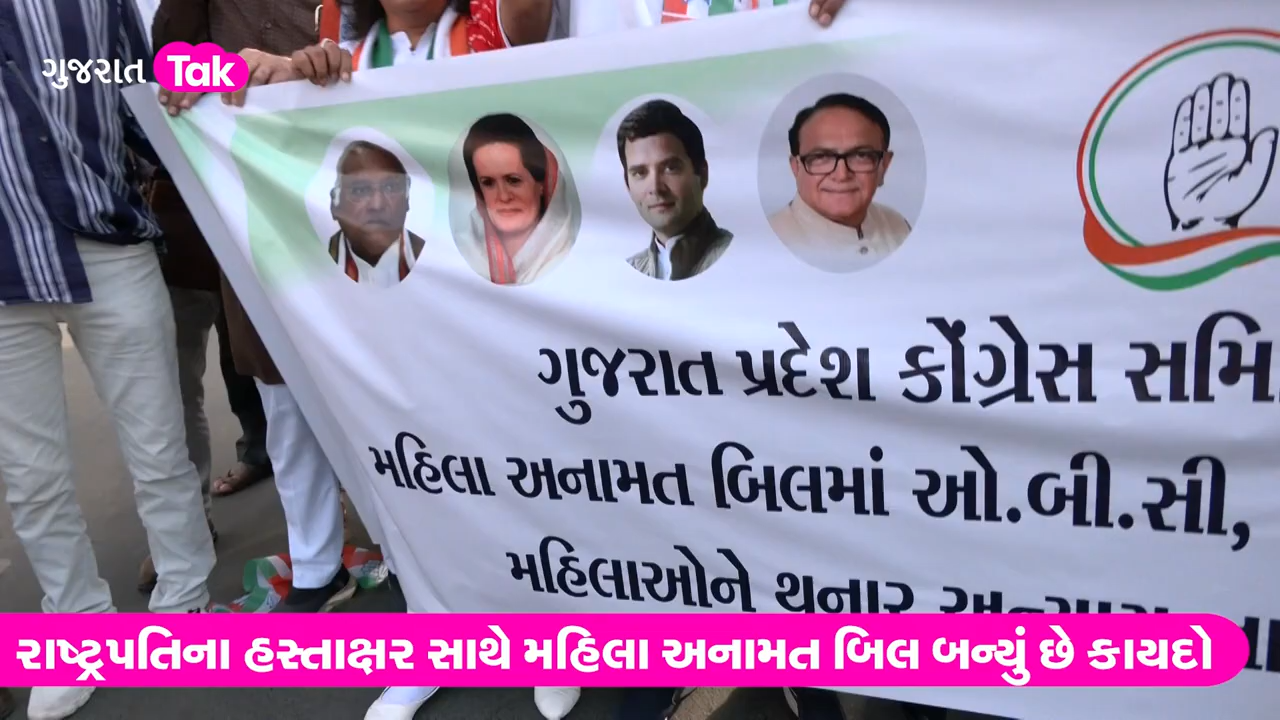 ગુજરાત Tak
ગુજરાત પ્રદેશ કોંગ્રેસ
મહિલા અનામત બિલમાં ઓ.બી.સી,
મહિલાઓને થનાર
રાષ્ટ્રપતિના હસ્તાક્ષર સાથે મહિલા અનામત બિલ બન્યું છે કાયદો